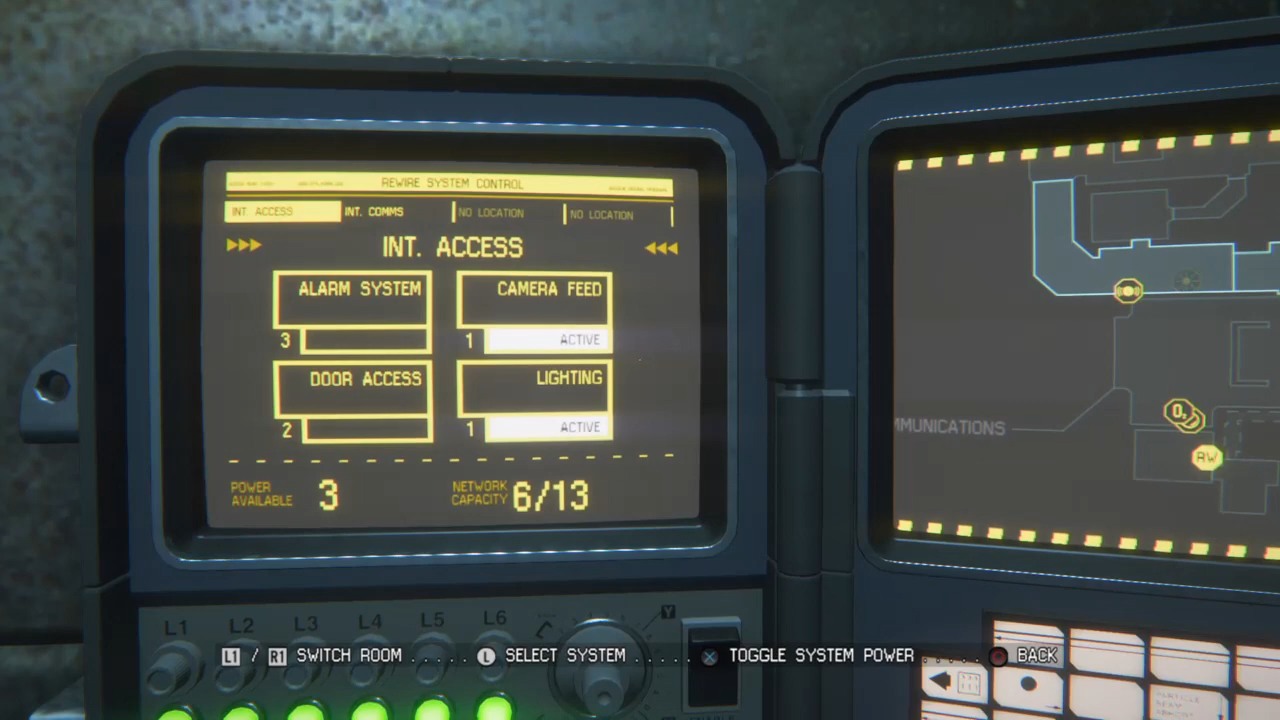 REWIRE SYSTEM CONTROL
INT. ACCESS INT. COMMS NO LOCATION NO LOCATION
INT. ACCESS
ALARM SYSTEM CAMERA FEED
3 1 ACTIVE
DOOR ACCESS LIGHTING
2 1 ACTIVE
POWER AVAILABLE 3 NETWORK CAPACITY 6/13
MMUNICATIONS
O₂
RW
L1 L2 L3 L4 L5 L6 Y
L1 / R1 SWITCH ROOM ..... L SELECT SYSTEM ...... TOGGLE SYSTEM POWER ...... BACK